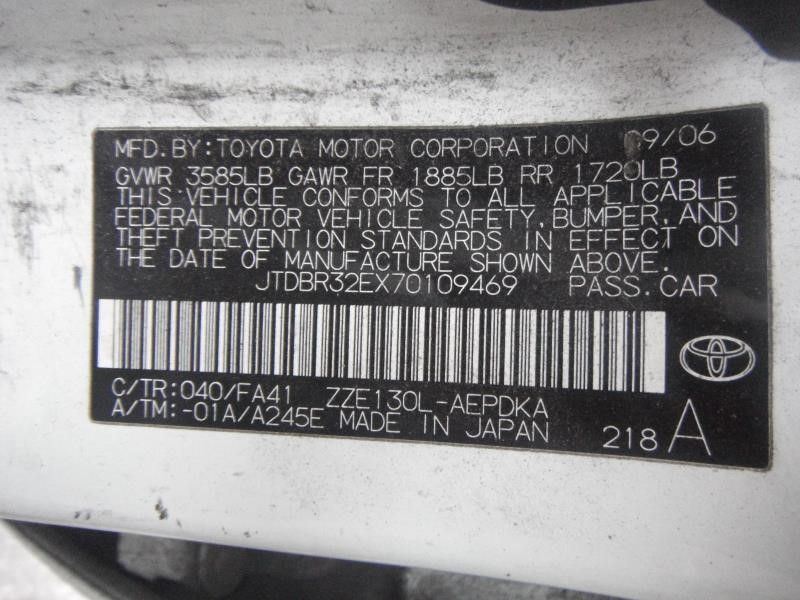 MFD. BY: TOYOTA MOTOR CORPORATION 09/06
GVWR 3585LB GAWR FR 1885LB RR 1720LB
THIS VEHICLE CONFORMS TO ALL APPLICABLE
FEDERAL MOTOR VEHICLE SAFETY, BUMPER, AND
THEFT PREVENTION STANDARDS IN EFFECT ON
THE DATE OF MANUFACTURE SHOWN ABOVE.
JTDBR32EX70109469 PASS. CAR
C/TR: 040/FA41 ZZE130L-AEPDKA
A/TM: -01A/A245E MADE IN JAPAN 218 A